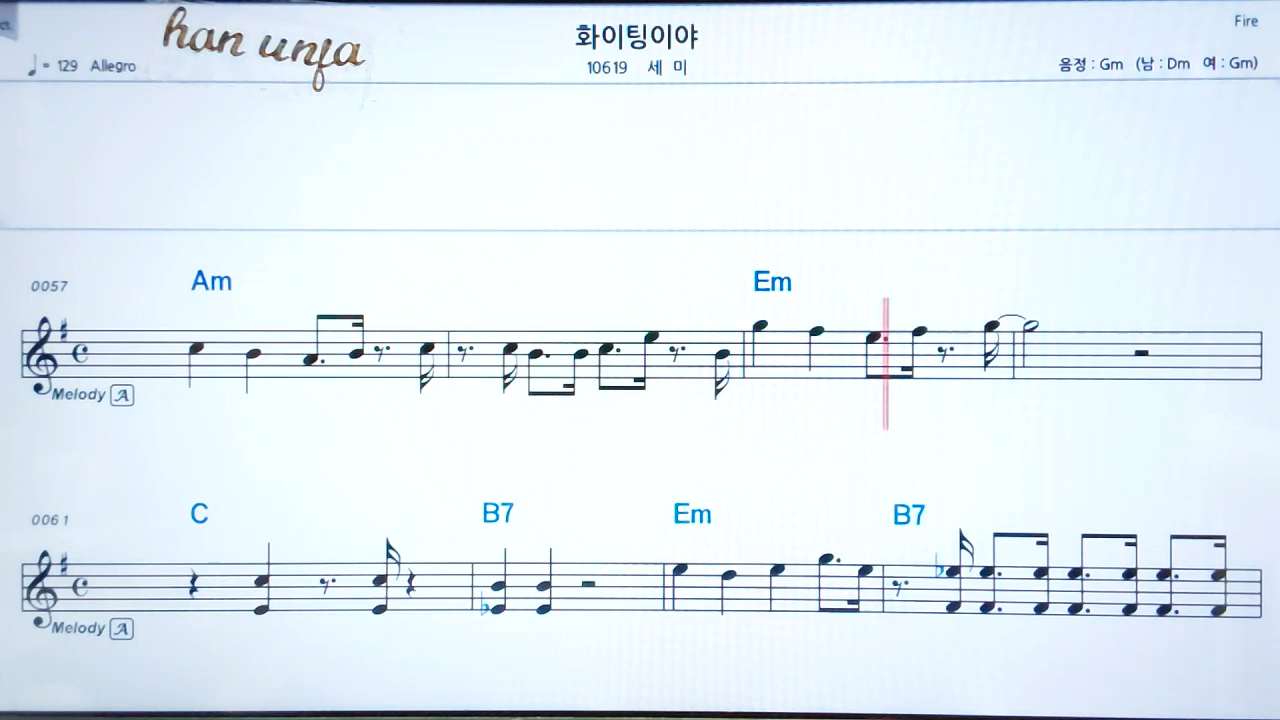 han unfa
화이팅이야
Fire
♩= 129 Allegro
10619 세 미
음정 : Gm (남 : Dm 여 : Gm)
0057
Am
Em
Melody A
0061
C
B7
Em
B7
Melody A